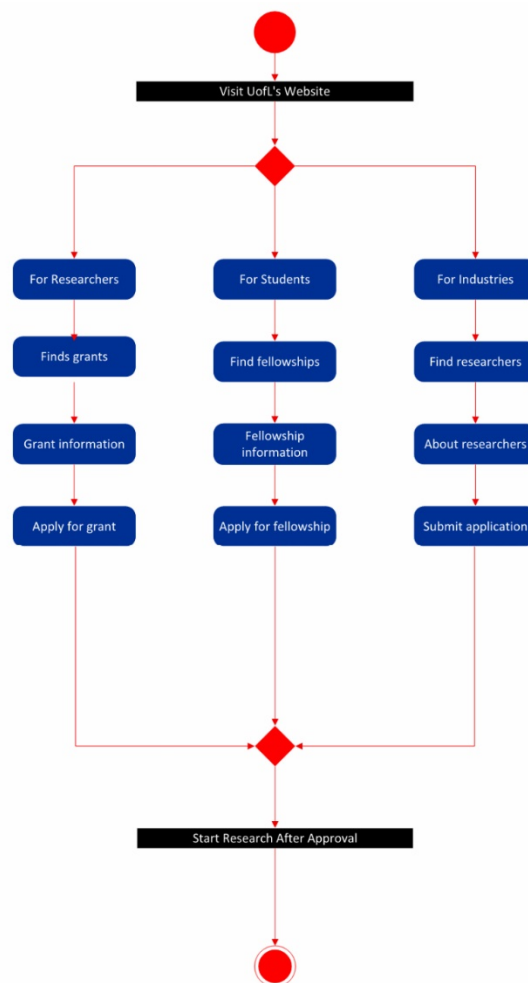 Visit UofL's Website
For Researchers
For Students
For Industries
Finds grants
Find fellowships
Find researchers
Grant information
Fellowship
information
About researchers
Apply for grant
Apply for fellowship
Submit application
Start Research After Approval